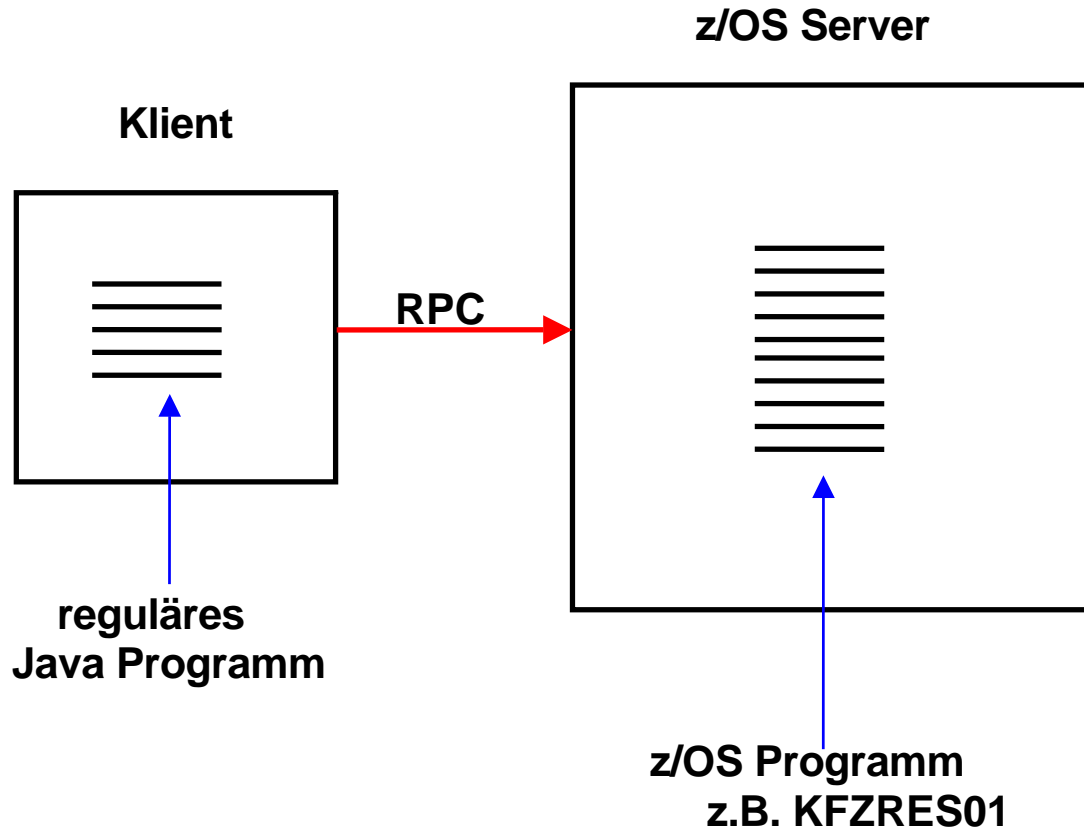 z/OS Server
Klient
RPC
reguläres
Java Programm
z/OS Programm
z.B. KFZRES01